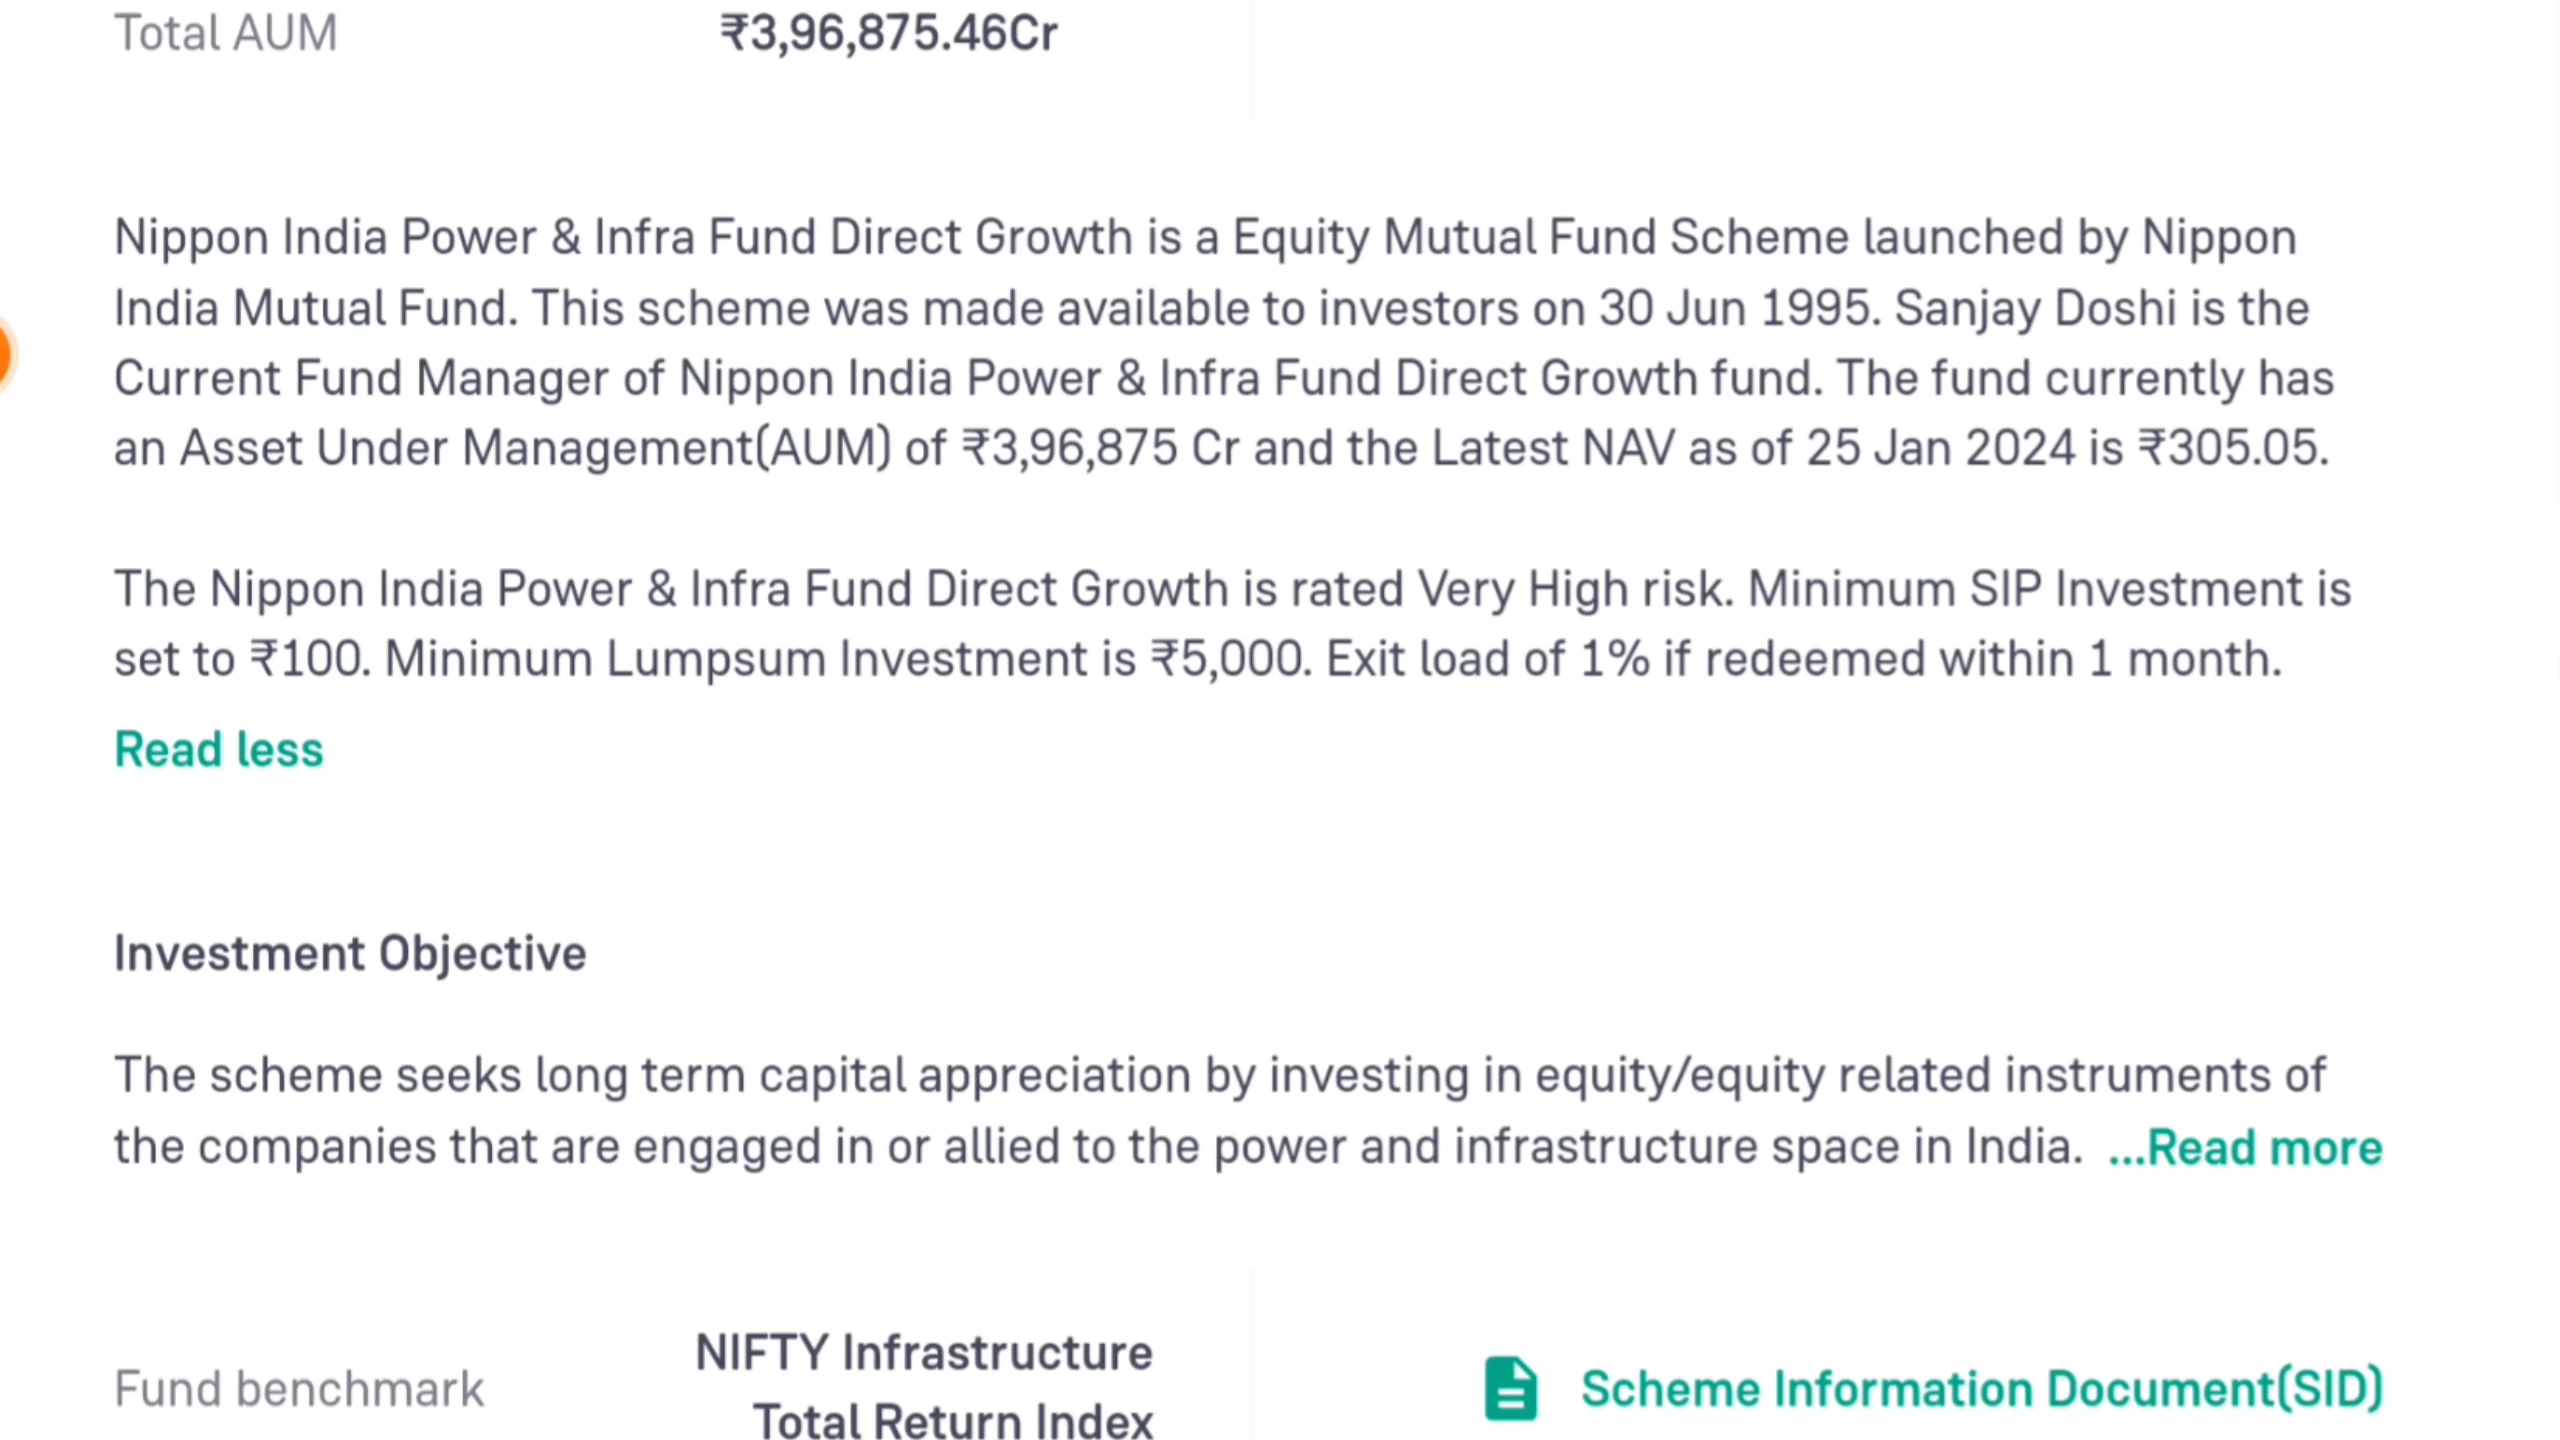 Total AUM ₹3,96,875.46Cr
Nippon India Power & Infra Fund Direct Growth is a Equity Mutual Fund Scheme launched by Nippon
India Mutual Fund. This scheme was made available to investors on 30 Jun 1995. Sanjay Doshi is the
Current Fund Manager of Nippon India Power & Infra Fund Direct Growth fund. The fund currently has
an Asset Under Management(AUM) of ₹3,96,875 Cr and the Latest NAV as of 25 Jan 2024 is ₹305.05.
The Nippon India Power & Infra Fund Direct Growth is rated Very High risk. Minimum SIP Investment is
set to ₹100. Minimum Lumpsum Investment is ₹5,000. Exit load of 1% if redeemed within 1 month.
Read less
Investment Objective
The scheme seeks long term capital appreciation by investing in equity/equity related instruments of
the companies that are engaged in or allied to the power and infrastructure space in India. ...Read more
Fund benchmark
NIFTY Infrastructure
Total Return Index
Scheme Information Document(SID)